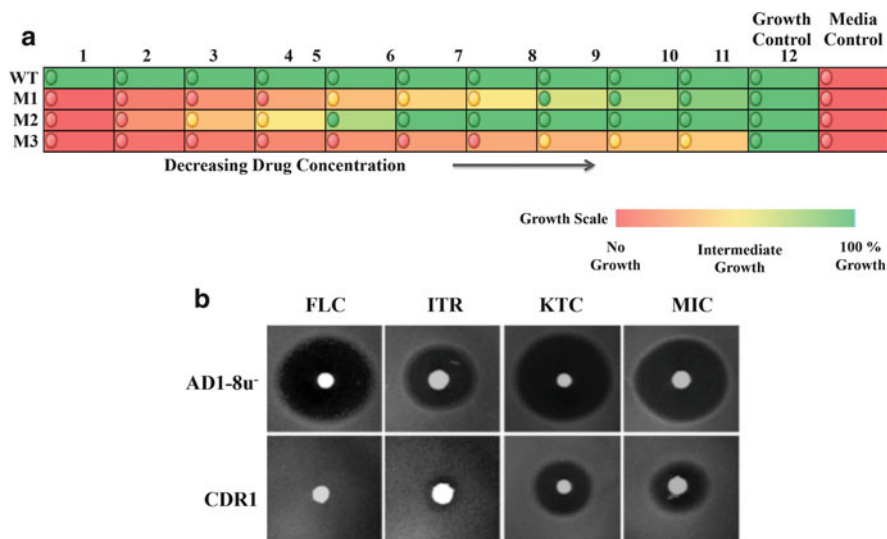 a
Growth Control
Media Control
1 2 3 4 5 6 7 8 9 10 11 12
WT
M1
M2
M3
Decreasing Drug Concentration
Growth Scale
No Growth
Intermediate Growth
100 % Growth
b
FLC ITR KTC MIC
AD1-8u⁻
CDR1